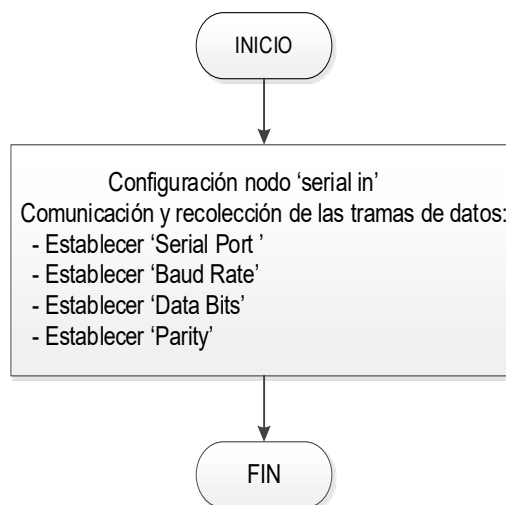 INICIO
Configuración nodo ‘serial in’
Comunicación y recolección de las tramas de datos:
- Establecer ‘Serial Port ’
- Establecer ‘Baud Rate’
- Establecer ‘Data Bits’
- Establecer ‘Parity’
FIN